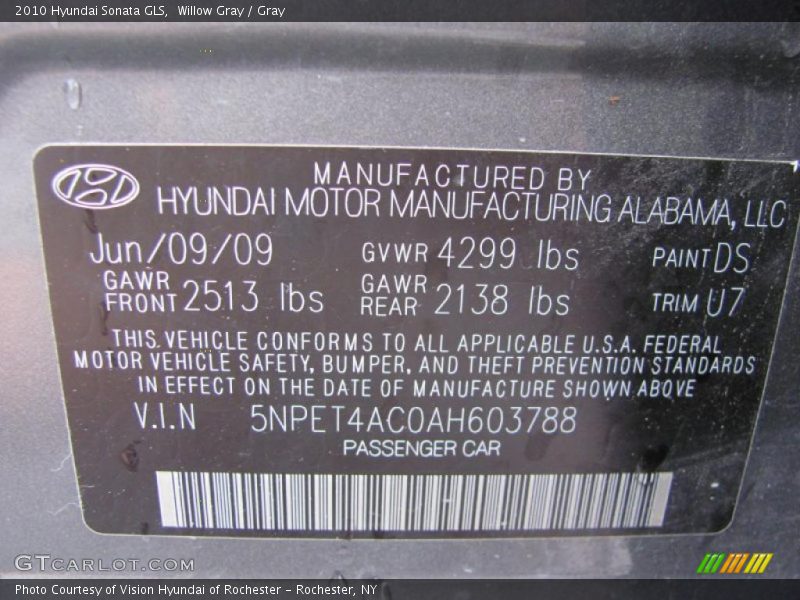 2010 Hyundai Sonata GLS, Willow Gray / Gray
MANUFACTURED BY
HYUNDAI MOTOR MANUFACTURING ALABAMA, LLC
Jun/09/09 GVWR 4299 lbs PAINT DS
GAWR FRONT 2513 lbs GAWR REAR 2138 lbs TRIM U7
THIS VEHICLE CONFORMS TO ALL APPLICABLE U.S.A. FEDERAL
MOTOR VEHICLE SAFETY, BUMPER, AND THEFT PREVENTION STANDARDS
IN EFFECT ON THE DATE OF MANUFACTURE SHOWN ABOVE
V.I.N 5NPET4AC0AH603788
PASSENGER CAR
GTCARLOT.COM
Photo Courtesy of Vision Hyundai of Rochester – Rochester, NY